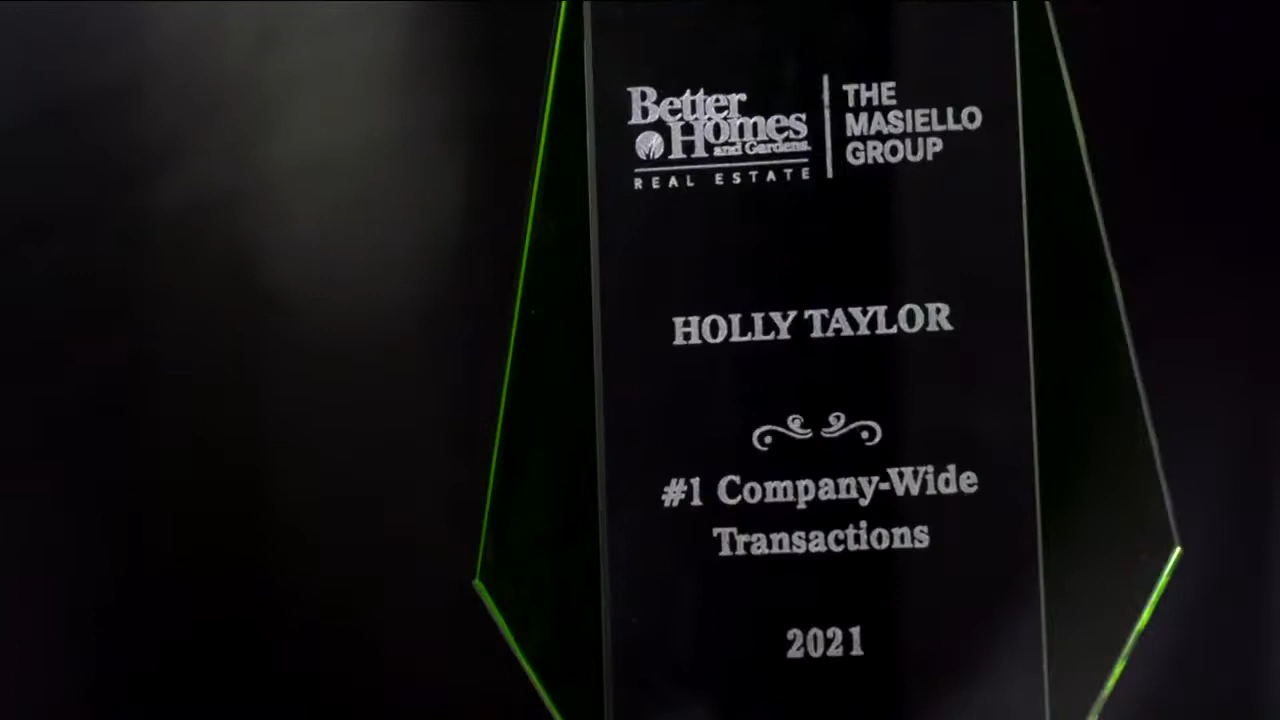 Better
Homes
and Gardens.
REAL ESTATE
THE
MASIELLO
GROUP
HOLLY TAYLOR
#1 Company-Wide
Transactions
2021